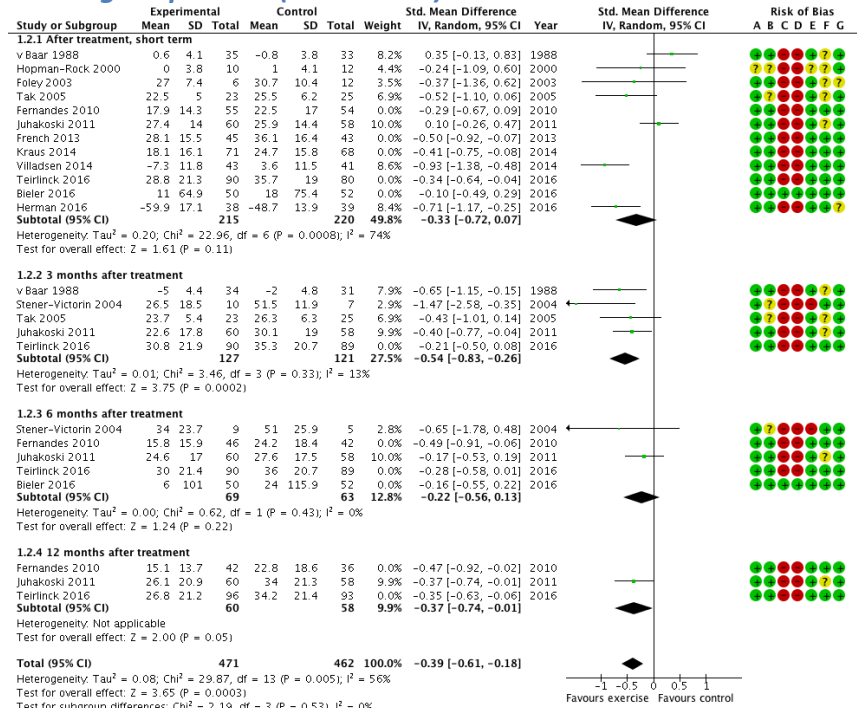 Experimental Control Std. Mean Difference Std. Mean Difference Risk of Bias
Study or Subgroup Mean SD Total Mean SD Total Weight IV, Random, 95% CI Year IV, Random, 95% CI A B C D E F G
1.2.1 After treatment, short term
v Baar 1988 0.6 4.1 35 -0.8 3.8 33 8.2% 0.35 [-0.13, 0.83] 1988
Hopman-Rock 2000 0 3.8 10 1 4.1 12 4.4% -0.24 [-1.09, 0.60] 2000
Foley 2003 27 7.4 6 30.7 10.4 12 0.0% -0.37 [-1.36, 0.62] 2003
Tak 2005 22.5 5 23 25.5 6.2 25 0.0% -0.52 [-1.10, 0.06] 2005
Fernandes 2010 17.9 14.3 55 22.5 17 54 0.0% -0.29 [-0.67, 0.09] 2010
Juhakoski 2011 27.4 14 60 25.9 14.4 58 10.0% 0.10 [-0.26, 0.47] 2011
French 2013 28.1 15.5 45 36.1 16.4 43 0.0% -0.50 [-0.92, -0.07] 2013
Kraus 2014 18.1 16.1 71 24.7 15.8 68 0.0% -0.41 [-0.75, -0.08] 2014
Villadsen 2014 -7.3 11.8 43 3.6 11.5 41 8.6% -0.93 [-1.38, -0.48] 2014
Teirlinck 2016 28.8 21.3 90 35.7 19 80 0.0% -0.34 [-0.64, -0.04] 2016
Bieler 2016 11 64.9 50 18 75.4 52 0.0% -0.10 [-0.49, 0.29] 2016
Herman 2016 -59.9 17.1 38 -48.7 13.9 39 8.4% -0.71 [-1.17, -0.25] 2016
Subtotal (95% CI) 215 220 49.8% -0.33 [-0.72, 0.07]
Heterogeneity: Tau² = 0.20; Chi² = 22.96, df = 6 (P = 0.0008); I² = 74%
Test for overall effect: Z = 1.61 (P = 0.11)
1.2.2 3 months after treatment
v Baar 1988 -5 4.4 34 -2 4.8 31 7.9% -0.65 [-1.15, -0.15] 1988
Stener-Victorin 2004 26.5 18.5 10 51.5 11.9 7 2.9% -1.47 [-2.58, -0.35] 2004
Tak 2005 23.7 5.4 23 26.3 6.3 25 0.0% -0.43 [-1.01, 0.14] 2005
Juhakoski 2011 22.6 17.8 60 30.1 19 58 9.9% -0.40 [-0.77, -0.04] 2011
Teirlinck 2016 30.8 21.9 90 35.3 20.7 89 0.0% -0.21 [-0.50, 0.08] 2016
Subtotal (95% CI) 127 121 27.5% -0.54 [-0.83, -0.26]
Heterogeneity: Tau² = 0.01; Chi² = 3.46, df = 3 (P = 0.33); I² = 13%
Test for overall effect: Z = 3.75 (P = 0.0002)
1.2.3 6 months after treatment
Stener-Victorin 2004 34 23.7 9 51 25.9 5 2.8% -0.65 [-1.78, 0.48] 2004
Fernandes 2010 15.8 15.9 46 24.2 18.4 42 0.0% -0.49 [-0.91, -0.06] 2010
Juhakoski 2011 24.6 17 60 27.6 17.5 58 10.0% -0.17 [-0.53, 0.19] 2011
Teirlinck 2016 30 21.4 90 36 20.7 89 0.0% -0.28 [-0.58, 0.01] 2016
Bieler 2016 6 101 50 24 115.9 52 0.0% -0.16 [-0.55, 0.22] 2016
Subtotal (95% CI) 69 63 12.8% -0.22 [-0.56, 0.13]
Heterogeneity: Tau² = 0.00; Chi² = 0.62, df = 1 (P = 0.43); I² = 0%
Test for overall effect: Z = 1.24 (P = 0.22)
1.2.4 12 months after treatment
Fernandes 2010 15.1 13.7 42 22.8 18.6 36 0.0% -0.47 [-0.92, -0.02] 2010
Juhakoski 2011 26.1 20.9 60 34 21.3 58 9.9% -0.37 [-0.74, -0.01] 2011
Teirlinck 2016 26.8 21.2 96 34.2 21.4 93 0.0% -0.35 [-0.63, -0.06] 2016
Subtotal (95% CI) 60 58 9.9% -0.37 [-0.74, -0.01]
Heterogeneity: Not applicable
Test for overall effect: Z = 2.00 (P = 0.05)
Total (95% CI) 471 462 100.0% -0.39 [-0.61, -0.18]
Heterogeneity: Tau² = 0.08; Chi² = 29.87, df = 13 (P = 0.005); I² = 56%
Test for overall effect: Z = 3.65 (P = 0.0003)
Test for subgroup differences: Chi² = 2.19, df = 3 (P = 0.53), I² = 0%
-1 -0.5 0 0.5 1
Favours exercise Favours control